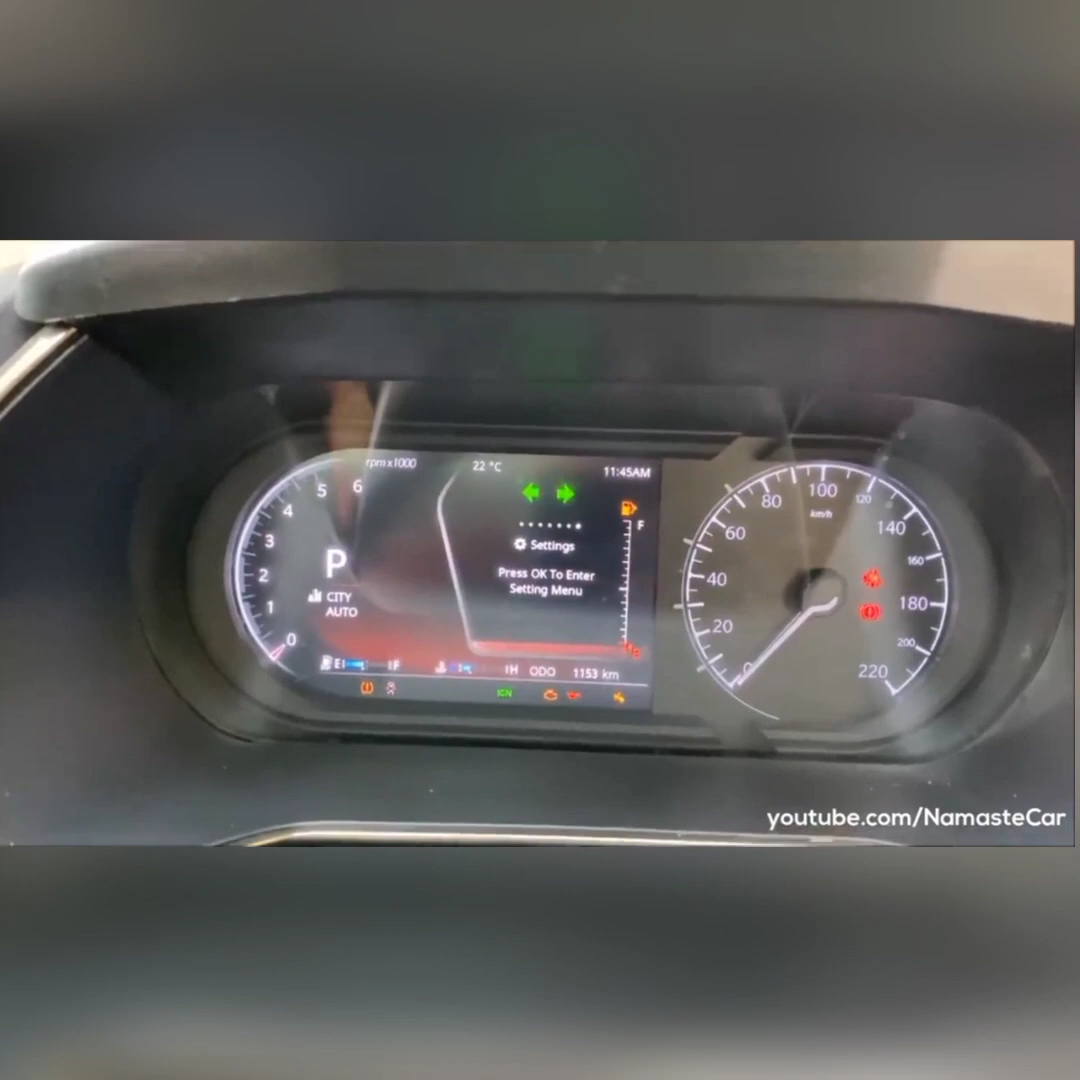 rpm x1000
22 °C
11:45AM
6
5
4
3
2
1
0
P
CITY
AUTO
Settings
Press OK To Enter
Setting Menu
F
E
F
H
ODO 1153 km
IGN
0
20
40
60
80
100
120
140
160
180
200
220
km/h
youtube.com/NamasteCar